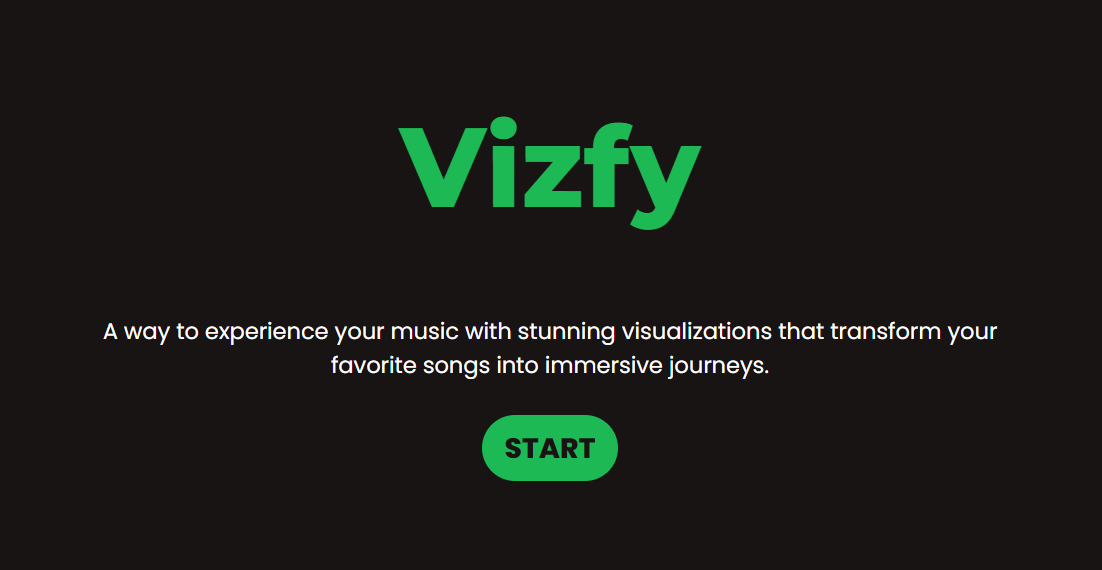 Vizfy
A way to experience your music with stunning visualizations that transform your
favorite songs into immersive journeys.
START